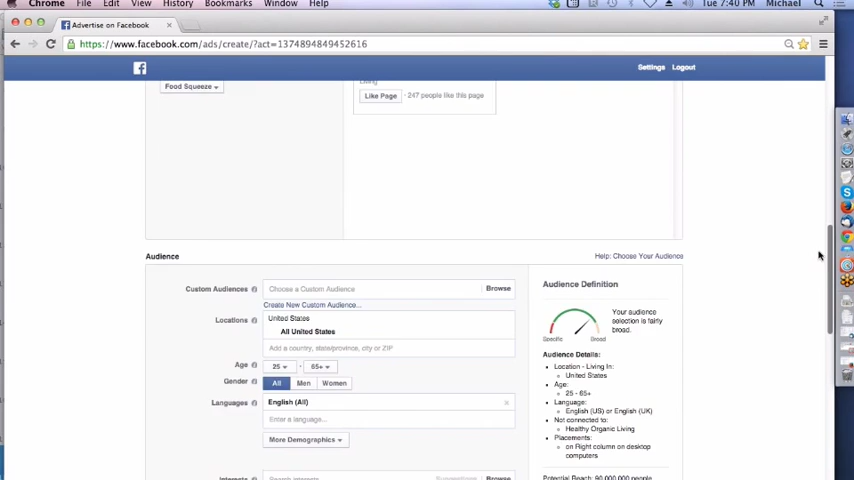 Chrome File Edit View History Bookmarks Window Help Tue 7:40 PM Michael
Advertise on Facebook
https://www.facebook.com/ads/create/?act=1374894849452616
Settings Logout
Food Squeeze
Living
Like Page · 247 people like this page
Audience
Help: Choose Your Audience
Custom Audiences
Choose a Custom Audience
Browse
Create New Custom Audience...
Locations
United States
All United States
Add a country, state/province, city or ZIP
Age
25 - 65+
Gender
All Men Women
Languages
English (All)
Enter a language...
More Demographics
Interests
Search interests
Suggestions
Browse
Audience Definition
Specific
Broad
Your audience
selection is fairly
broad.
Audience Details:
Location - Living In:
United States
Age:
25 - 65+
Language:
English (US) or English (UK)
Not connected to:
Healthy Organic Living
Placements:
on Right column on desktop
computers
Potential Reach: 90,000,000 people